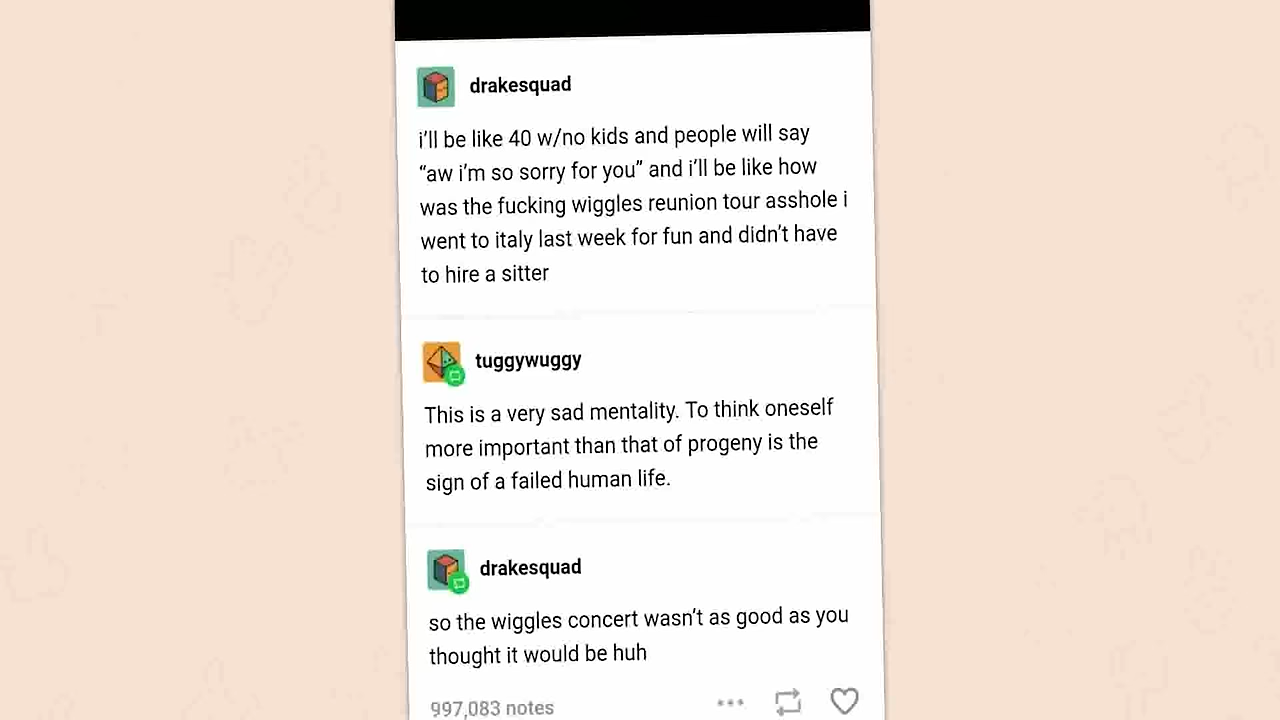 drakesquad
i'll be like 40 w/no kids and people will say
“aw i'm so sorry for you” and i'll be like how
was the fucking wiggles reunion tour asshole i
went to italy last week for fun and didn't have
to hire a sitter
tuggywuggy
This is a very sad mentality. To think oneself
more important than that of progeny is the
sign of a failed human life.
drakesquad
so the wiggles concert wasn't as good as you
thought it would be huh
997,083 notes